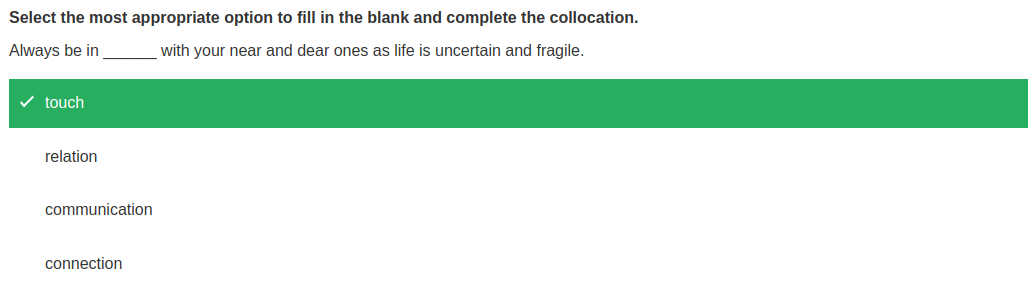 Select the most appropriate option to fill in the blank and complete the collocation.
Always be in ______ with your near and dear ones as life is uncertain and fragile.
touch
relation
communication
connection